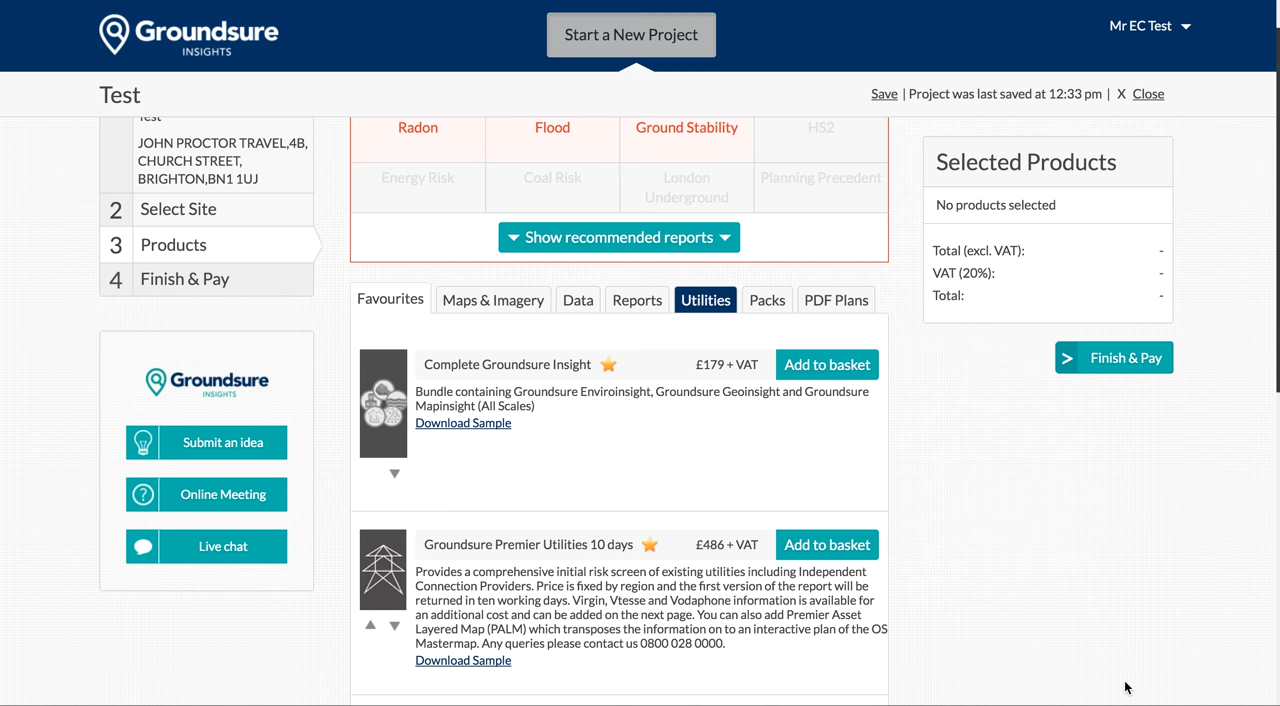 Groundsure
INSIGHTS
Start a New Project
Mr EC Test
Test
Save | Project was last saved at 12:33 pm | X Close
Test
JOHN PROCTOR TRAVEL,4B,
CHURCH STREET,
BRIGHTON,BN1 1UJ
2 Select Site
3 Products
4 Finish & Pay
Groundsure
INSIGHTS
Submit an idea
Online Meeting
Live chat
Radon Flood Ground Stability HS2
Energy Risk Coal Risk London Underground Planning Precedent
Show recommended reports
Favourites Maps & Imagery Data Reports Utilities Packs PDF Plans
Complete Groundsure Insight £179 + VAT Add to basket
Bundle containing Groundsure Enviroinsight, Groundsure Geoinsight and Groundsure
Mapinsight (All Scales)
Download Sample
Groundsure Premier Utilities 10 days £486 + VAT Add to basket
Provides a comprehensive initial risk screen of existing utilities including Independent
Connection Providers. Price is fixed by region and the first version of the report will be
returned in ten working days. Virgin, Vtesse and Vodaphone information is available for
an additional cost and can be added on the next page. You can also add Premier Asset
Layered Map (PALM) which transposes the information on to an interactive plan of the OS
Mastermap. Any queries please contact us 0800 028 0000.
Download Sample
Selected Products
No products selected
Total (excl. VAT): -
VAT (20%): -
Total: -
> Finish & Pay